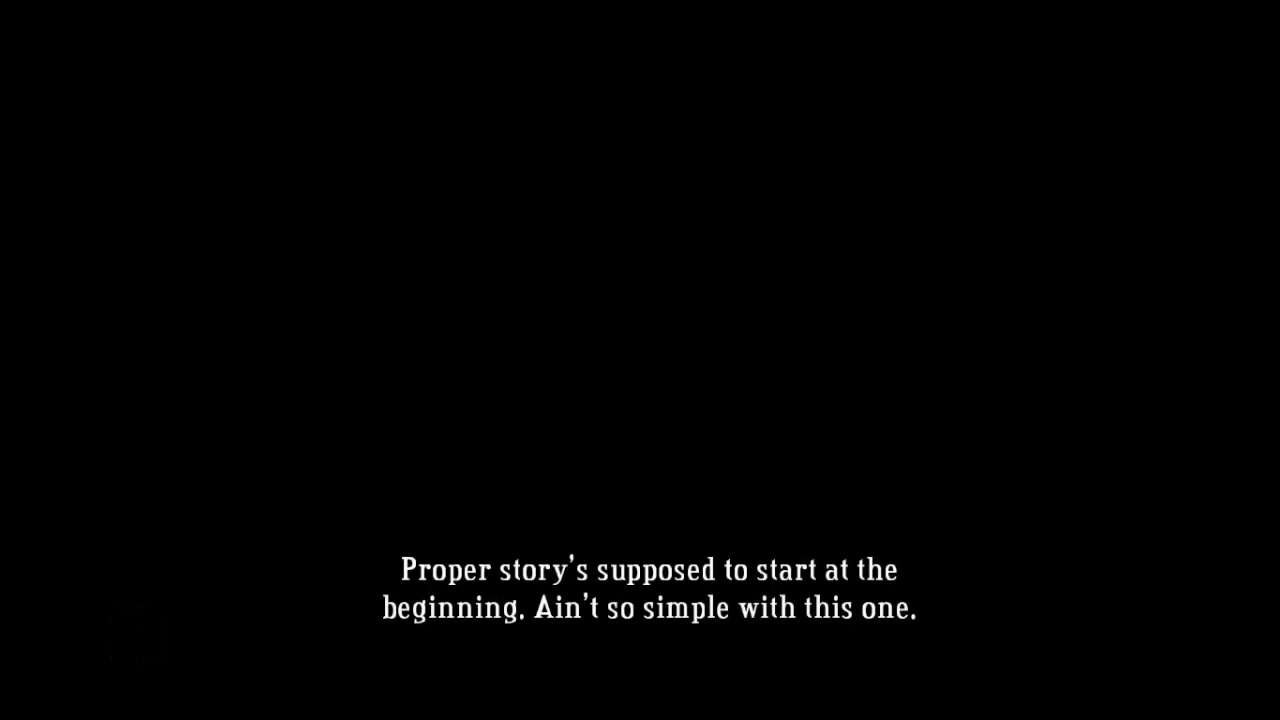 Proper story's supposed to start at the
beginning. Ain't so simple with this one.